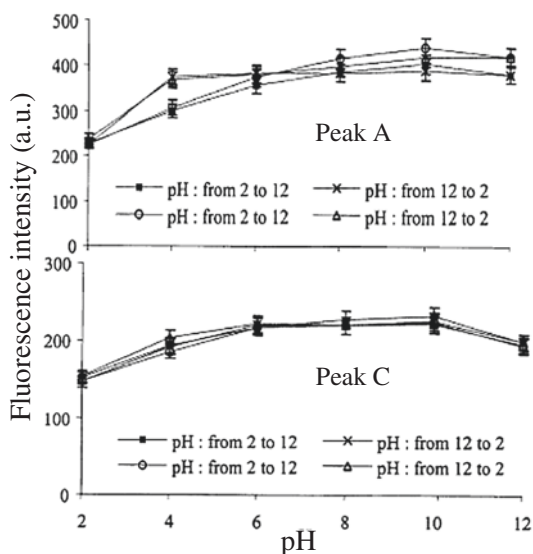 Fluorescence intensity (a.u.)
500
400
300
200
100
0
Peak A
pH : from 2 to 12
pH : from 12 to 2
pH : from 2 to 12
pH : from 12 to 2
300
200
100
0
Peak C
pH : from 2 to 12
pH : from 12 to 2
pH : from 2 to 12
pH : from 12 to 2
2 4 6 8 10 12
pH